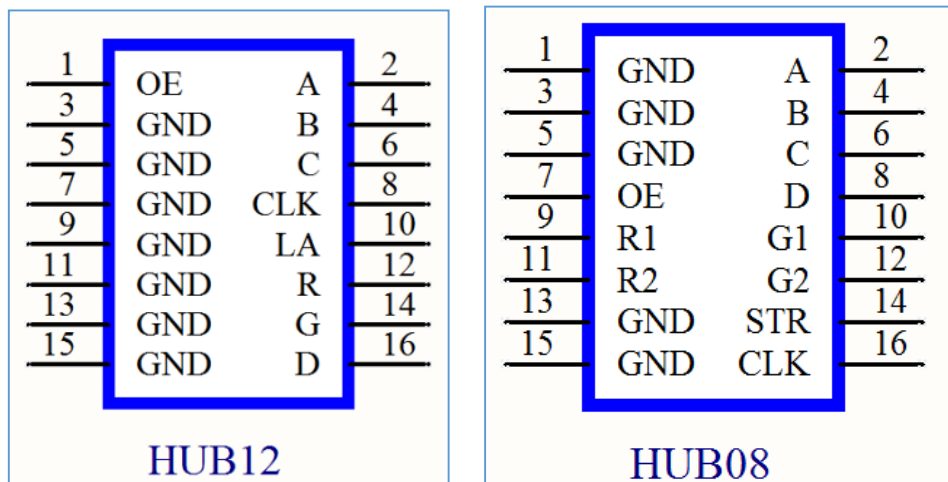 1 OE A 2
3 GND B 4
5 GND C 6
7 GND CLK 8
9 GND LA 10
11 GND R 12
13 GND G 14
15 GND D 16
HUB12
1 GND A 2
3 GND B 4
5 GND C 6
7 OE D 8
9 R1 G1 10
11 R2 G2 12
13 GND STR 14
15 GND CLK 16
HUB08